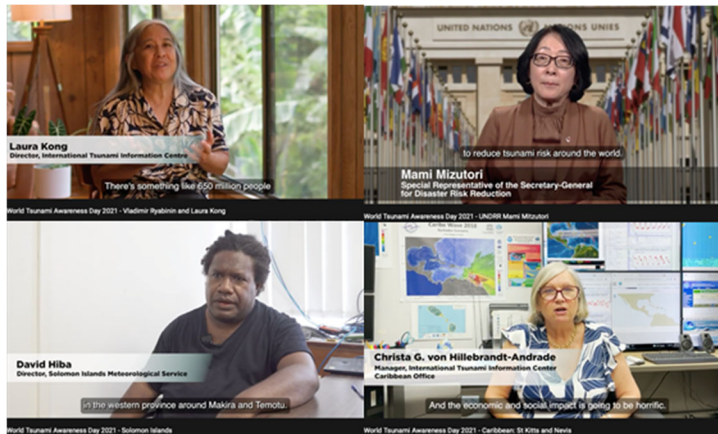 Laura Kong
Director, International Tsunami Information Centre
There's something like 650 million people
World Tsunami Awareness Day 2021 - Vladimir Ryabinin and Laura Kong
UNITED NATIONS NATIONS UNIES
to reduce tsunami risk around the world.
Mami Mizutori
Special Representative of the Secretary-General
for Disaster Risk Reduction
World Tsunami Awareness Day 2021 - UNDRR Mami Mitzutori
David Hiba
Director, Solomon Islands Meteorological Service
in the western province around Makira and Temotu.
World Tsunami Awareness Day 2021 - Solomon Islands
Caribe Wave 2018
Christa G. von Hillebrandt-Andrade
Manager, International Tsunami Information Center
Caribbean Office
And the economic and social impact is going to be horrific.
World Tsunami Awareness Day 2021 - Caribbean: St Kitts and Nevis